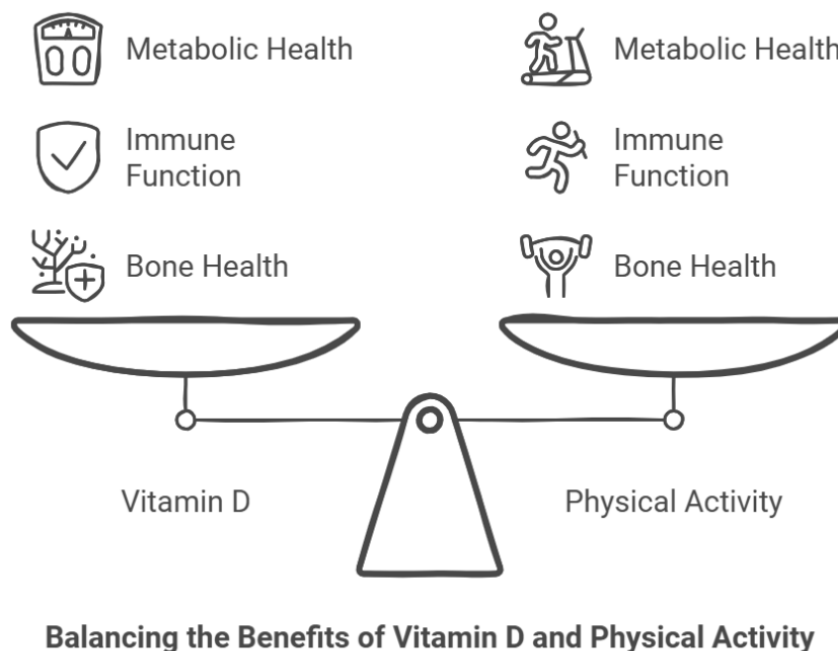 Metabolic Health
Immune
Function
Bone Health
Vitamin D
Metabolic Health
Immune
Function
Bone Health
Physical Activity
Balancing the Benefits of Vitamin D and Physical Activity